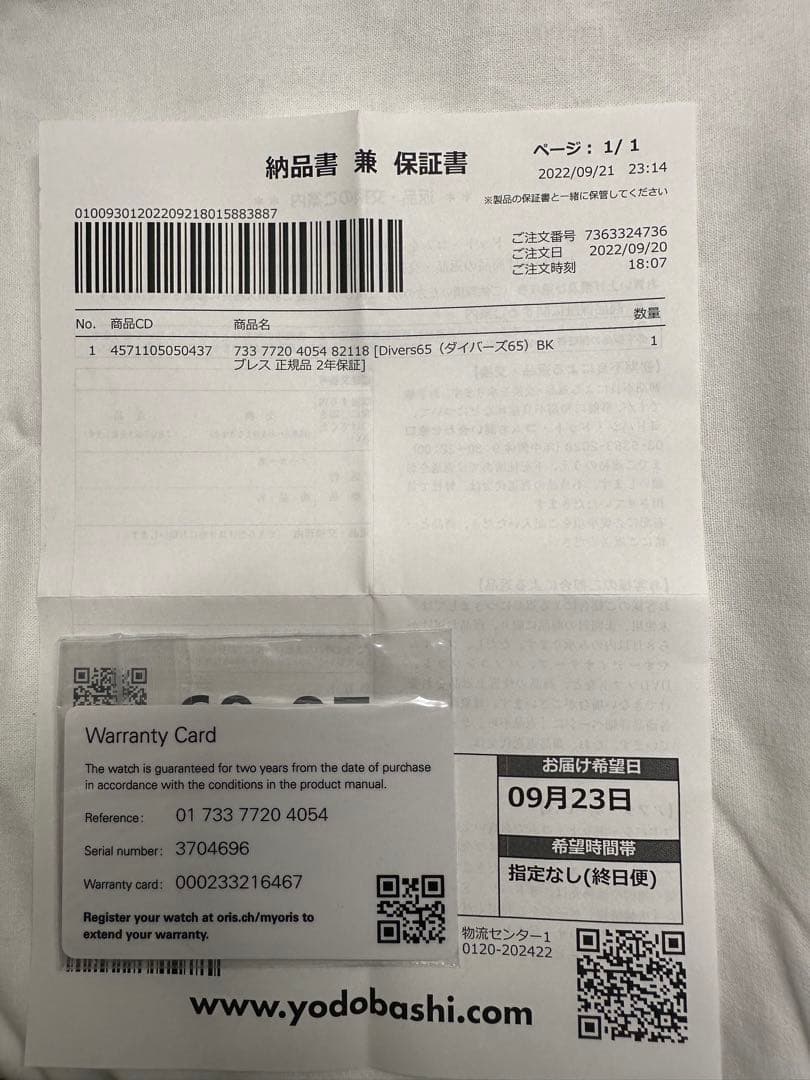 納品書 兼 保証書
ページ： 1/ 1
2022/09/21 23:14
※製品の保証書と一緒に保管してください
01009301202209218015883887
ご注文番号 7363324736
ご注文日 2022/09/20
ご注文時刻 18:07
No. 商品CD 商品名 数量
1 4571105050437 733 7720 4054 82118 [Divers65（ダイバーズ65）BK 1
ブレス 正規品 2年保証]
Warranty Card
The watch is guaranteed for two years from the date of purchase
in accordance with the conditions in the product manual.
Reference: 01 733 7720 4054
Serial number: 3704696
Warranty card: 000233216467
Register your watch at oris.ch/myoris to
extend your warranty.
お届け希望日
09月23日
希望時間帯
指定なし(終日便)
物流センター1
0120-202422
www.yodobashi.com